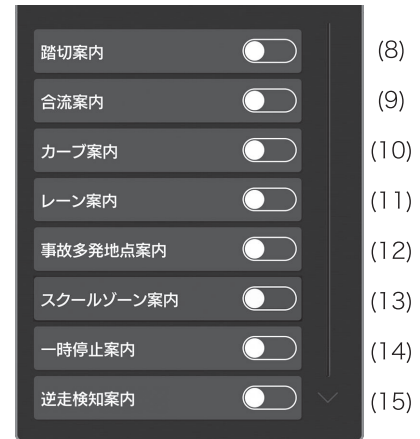 踏切案内 (8)
合流案内 (9)
カーブ案内 (10)
レーン案内 (11)
事故多発地点案内 (12)
スクールゾーン案内 (13)
一時停止案内 (14)
逆走検知案内 (15)